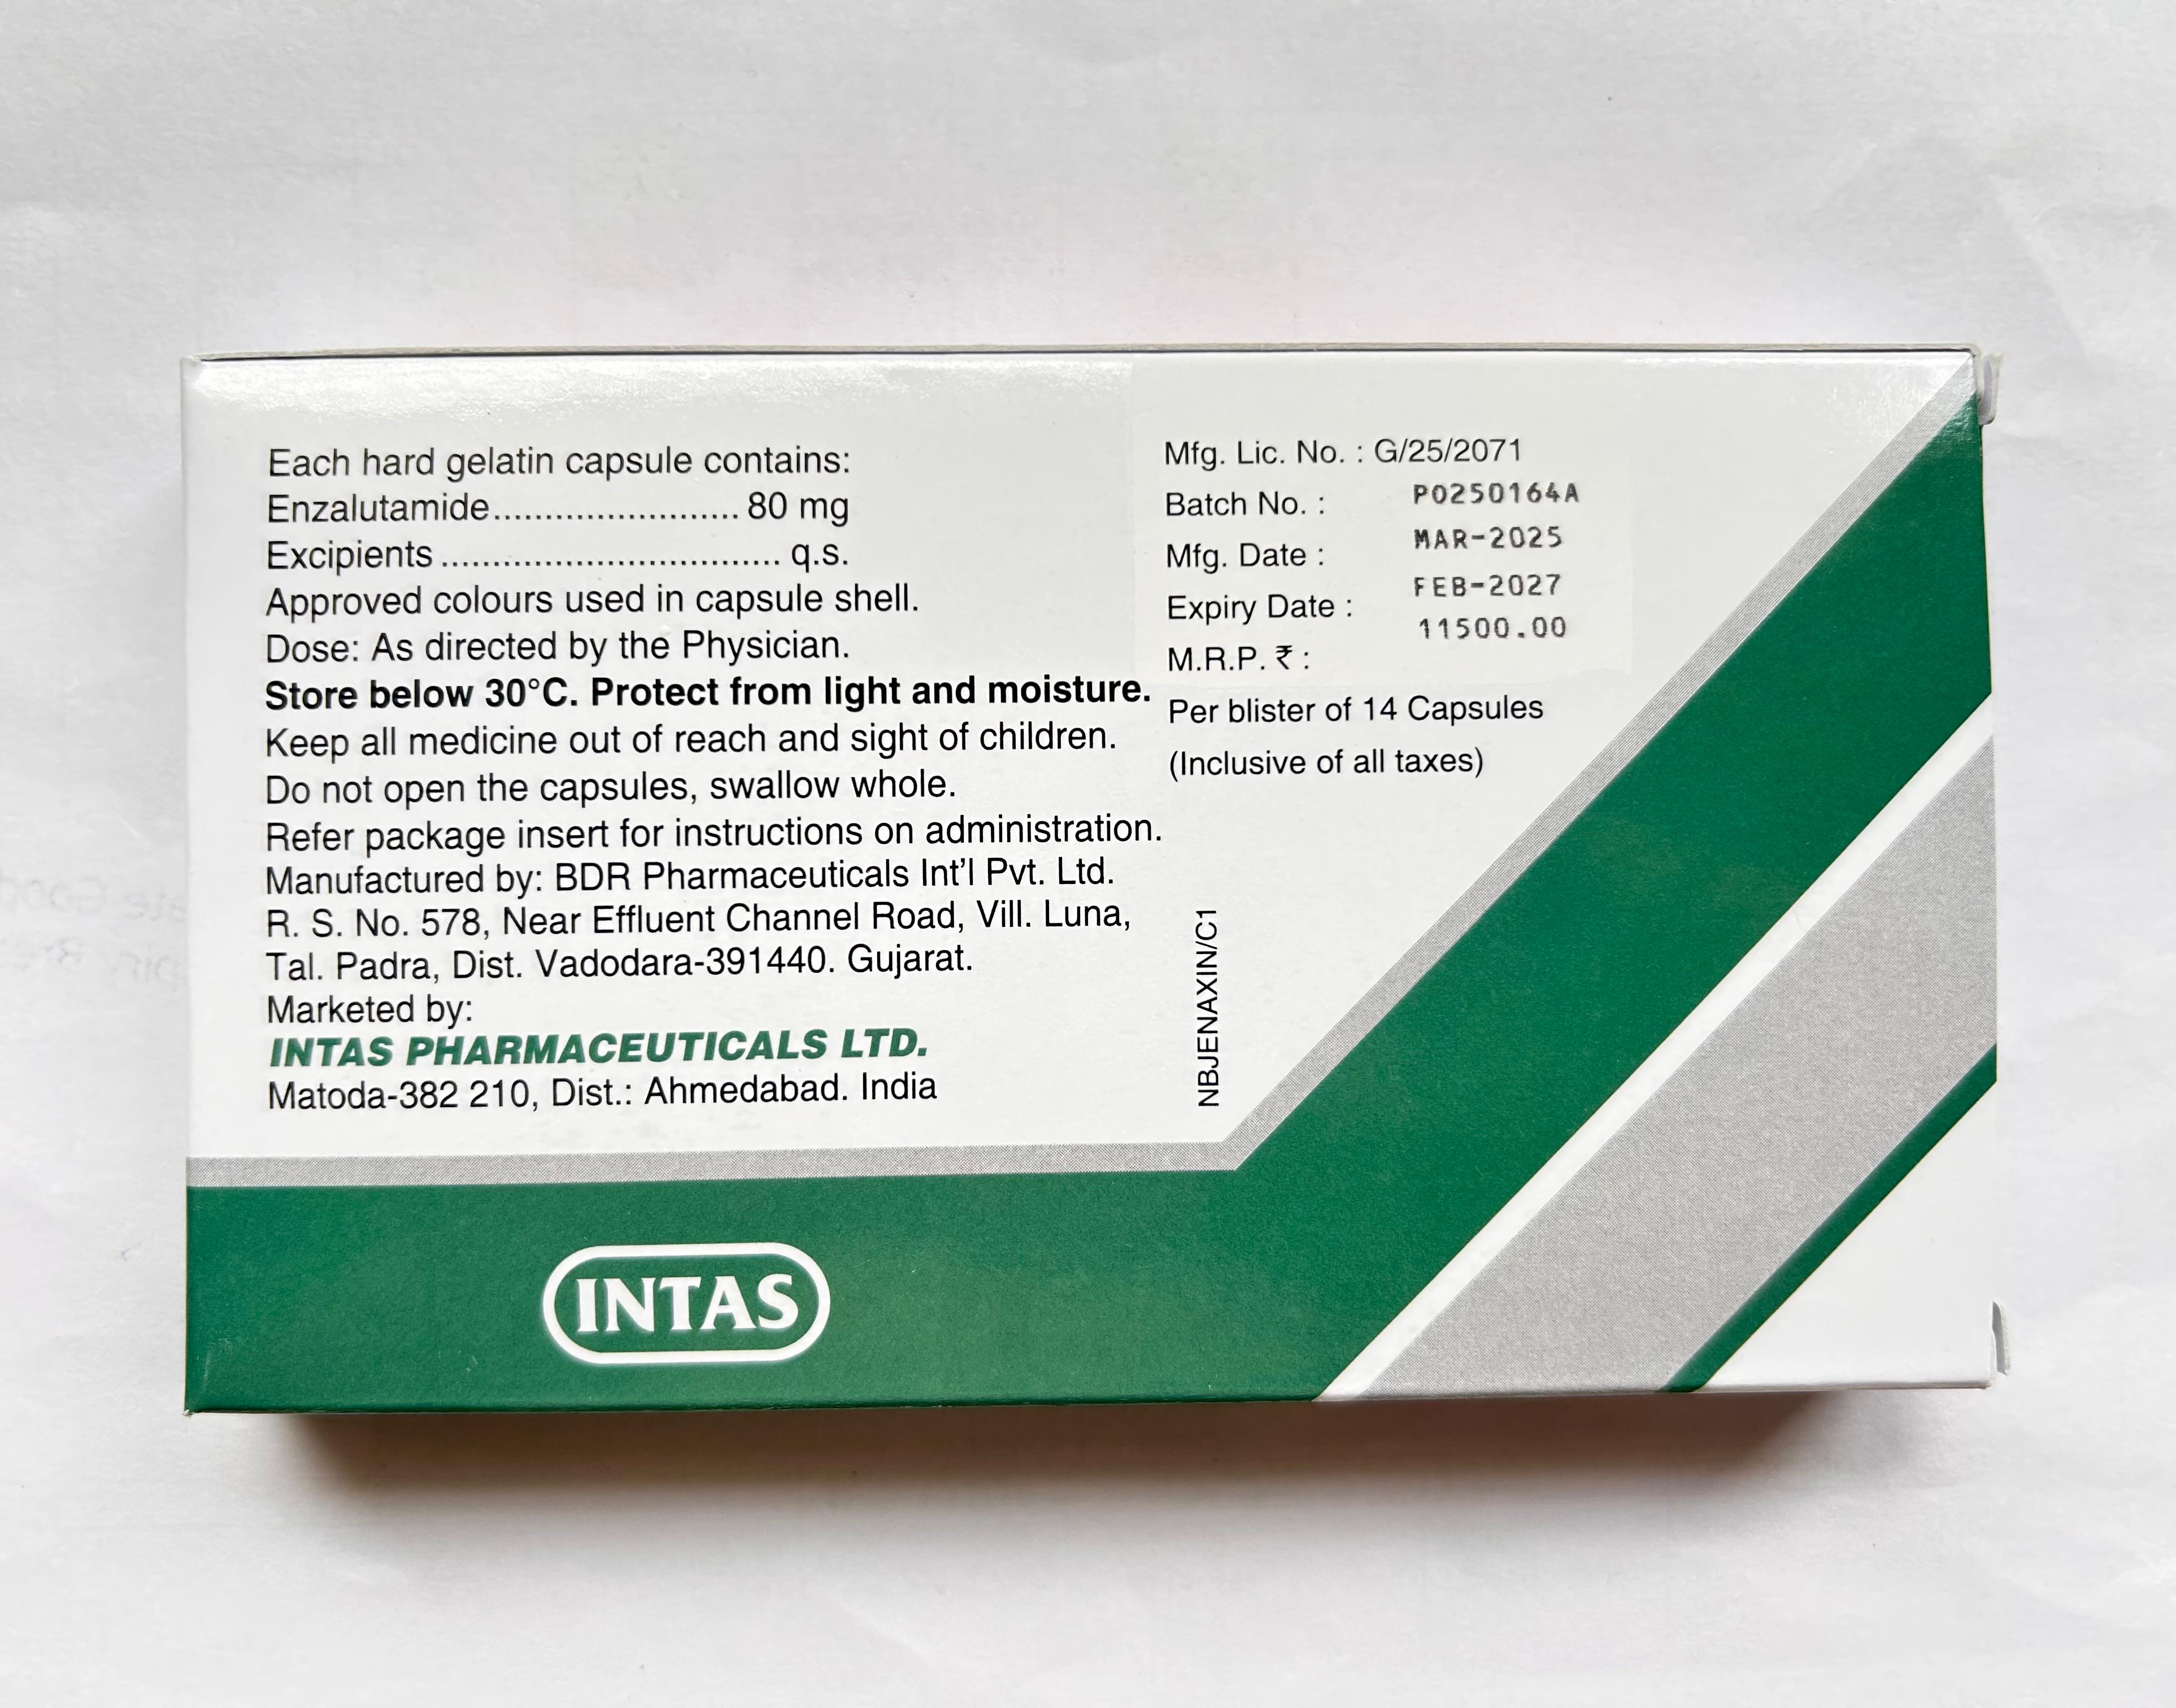 Each hard gelatin capsule contains:
Enzalutamide........................ 80 mg
Excipients ................................. q.s.
Approved colours used in capsule shell.
Dose: As directed by the Physician.
Store below 30°C. Protect from light and moisture.
Keep all medicine out of reach and sight of children.
Do not open the capsules, swallow whole.
Refer package insert for instructions on administration.
Manufactured by: BDR Pharmaceuticals Int'l Pvt. Ltd.
R. S. No. 578, Near Effluent Channel Road, Vill. Luna,
Tal. Padra, Dist. Vadodara-391440. Gujarat.
Marketed by:
INTAS PHARMACEUTICALS LTD.
Matoda-382 210, Dist.: Ahmedabad. India
Mfg. Lic. No. : G/25/2071
Batch No. : P0250164A
Mfg. Date : MAR-2025
Expiry Date : FEB-2027
M.R.P. ₹ : 11500.00
Per blister of 14 Capsules
(Inclusive of all taxes)
NBJENAXIN/C1
INTAS